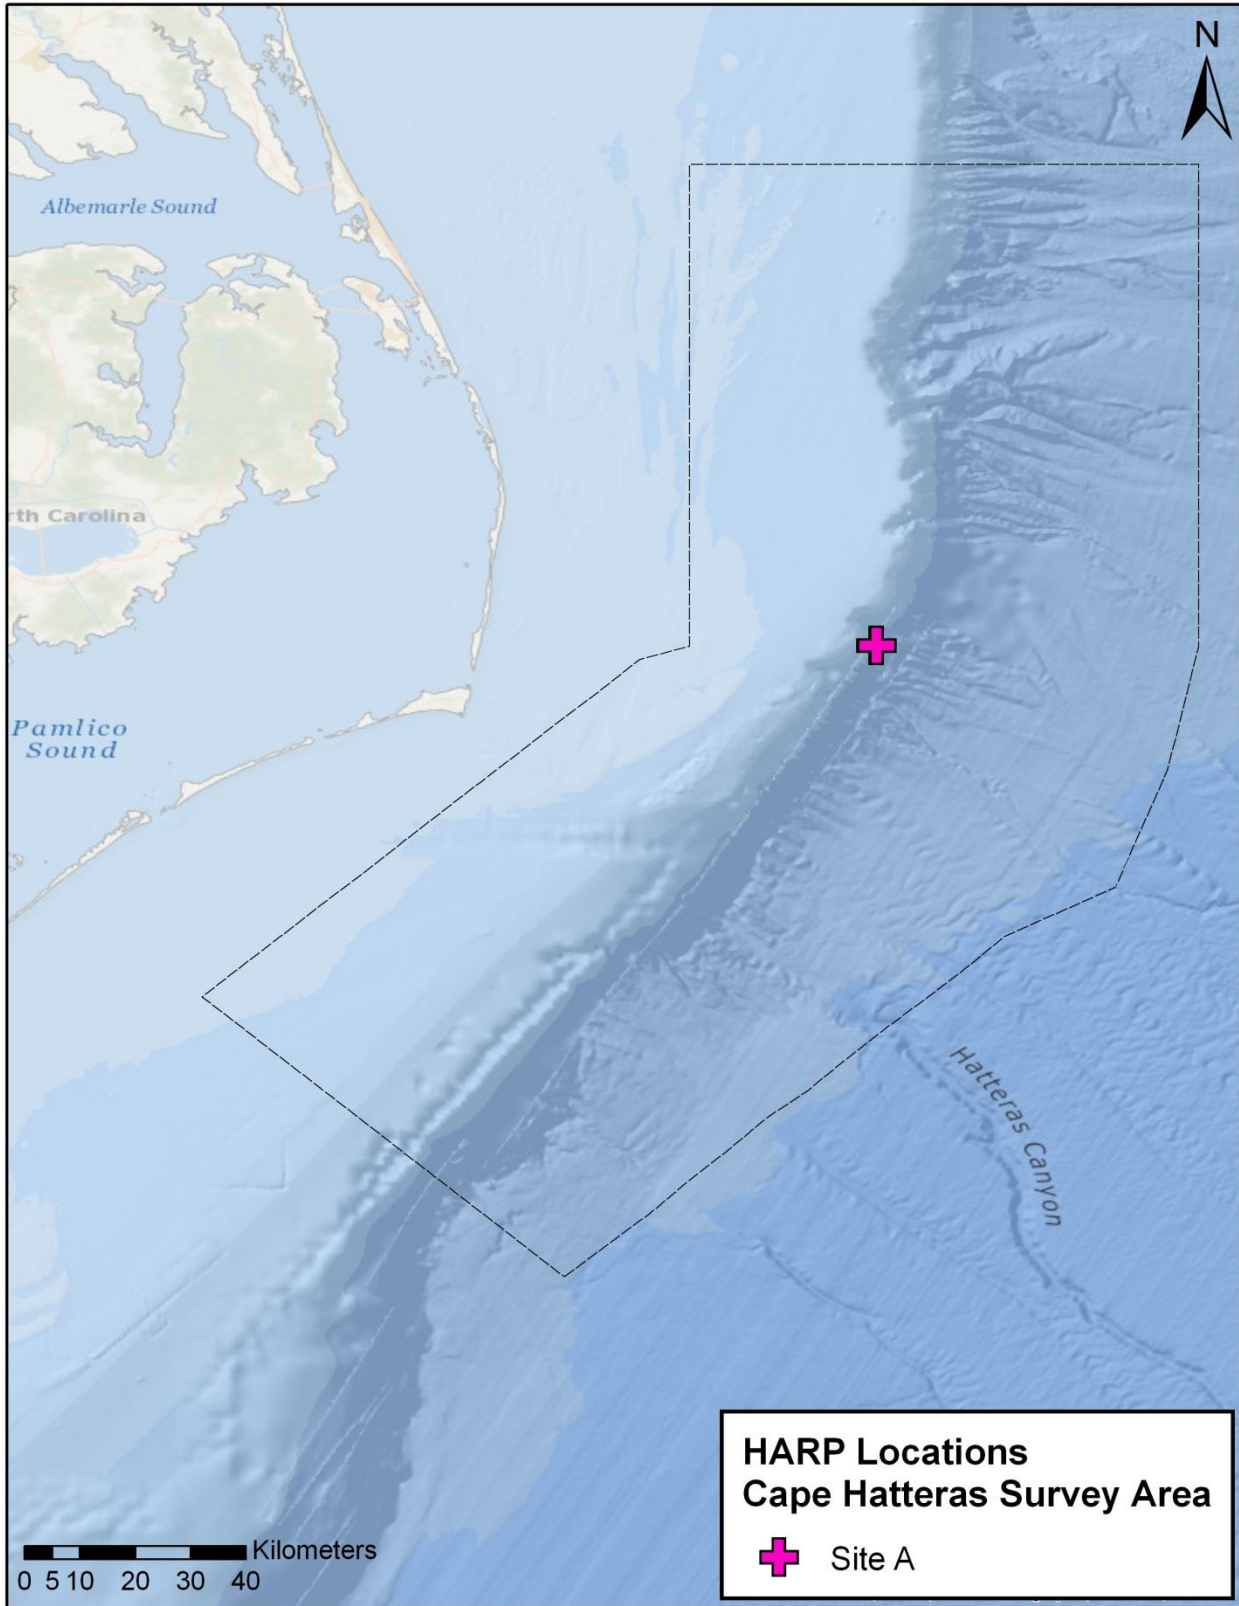 N
Albemarle Sound
rth Carolina
Pamlico
Sound
Hatteras Canyon
HARP Locations
Cape Hatteras Survey Area
Site A
Kilometers
0 5 10 20 30 40